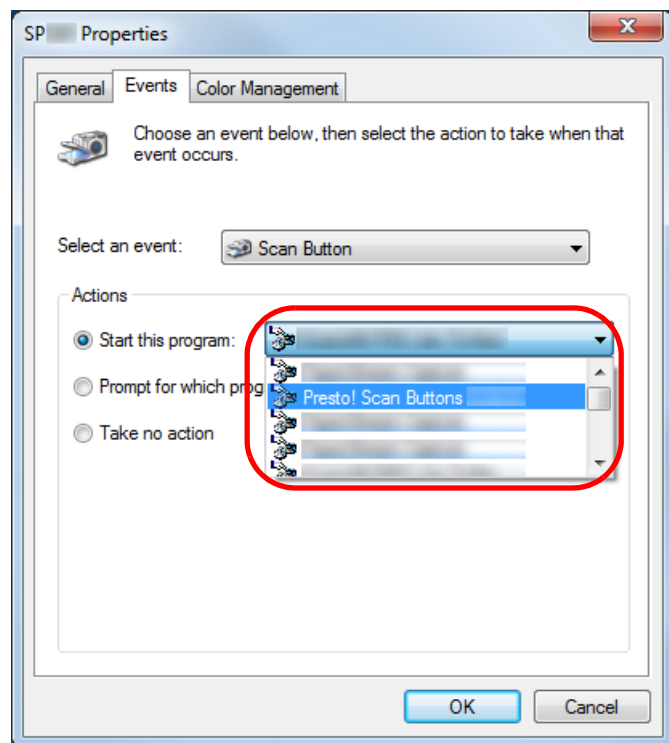 SP Properties
General Events Color Management
Choose an event below, then select the action to take when that
event occurs.
Select an event: Scan Button
Actions
Start this program:
Prompt for which prog
Presto! Scan Buttons
Take no action
OK Cancel